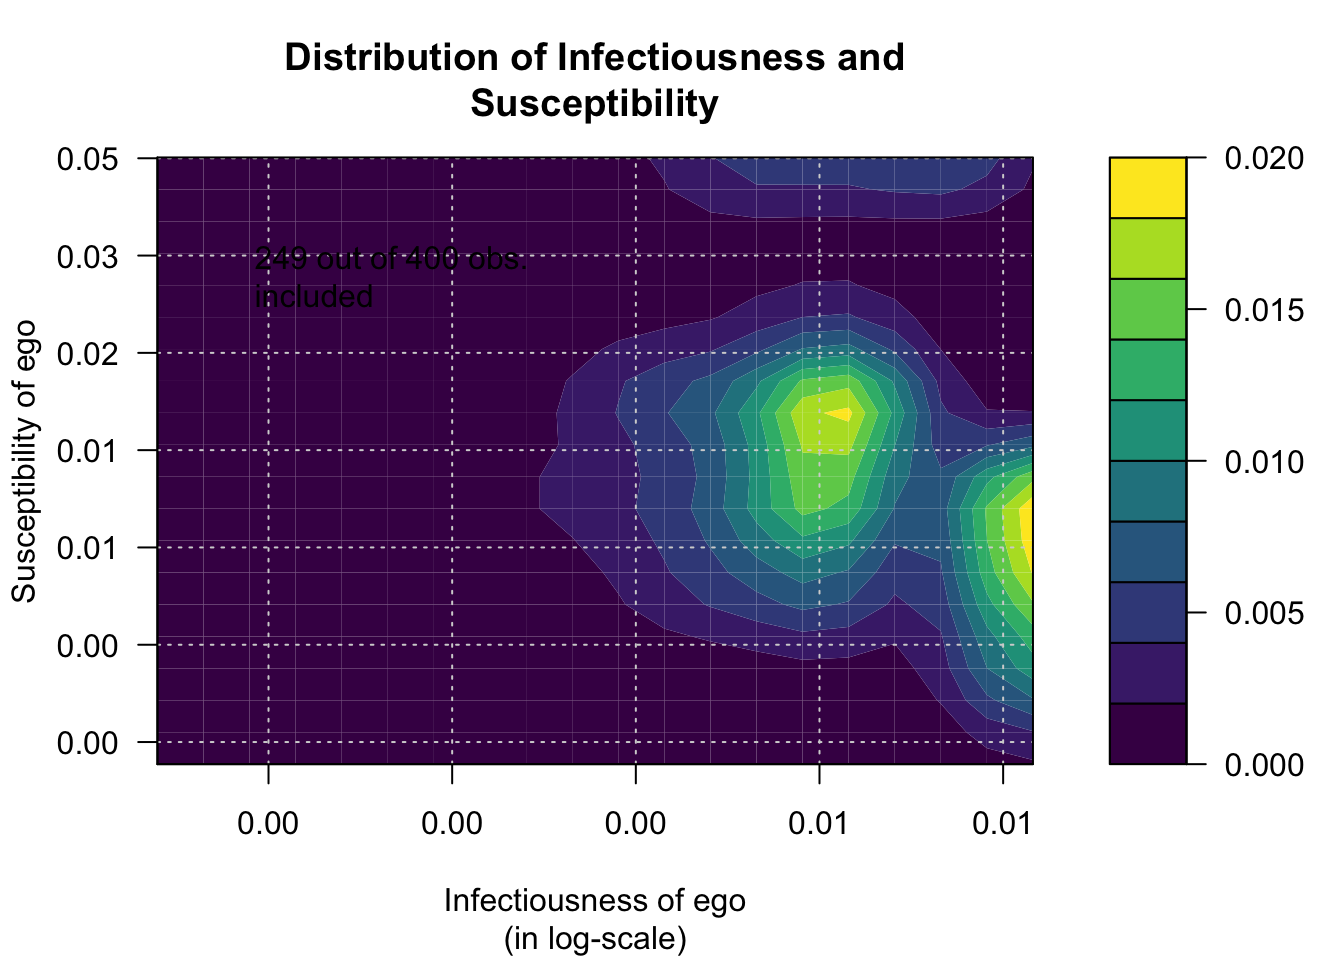 Distribution of Infectiousness and
Susceptibility
0.05
0.03
0.02
0.01
0.01
0.00
0.00
Susceptibility of ego
249 out of 400 obs.
included
0.00
0.00
0.00
0.01
0.01
Infectiousness of ego
(in log-scale)
0.020
0.015
0.010
0.005
0.000